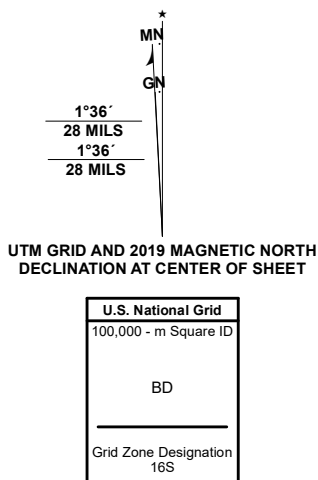 ★
MN
GN
1°36´
28 MILS
1°36´
28 MILS
UTM GRID AND 2019 MAGNETIC NORTH
DECLINATION AT CENTER OF SHEET
U.S. National Grid
100,000 - m Square ID
BD
Grid Zone Designation
16S